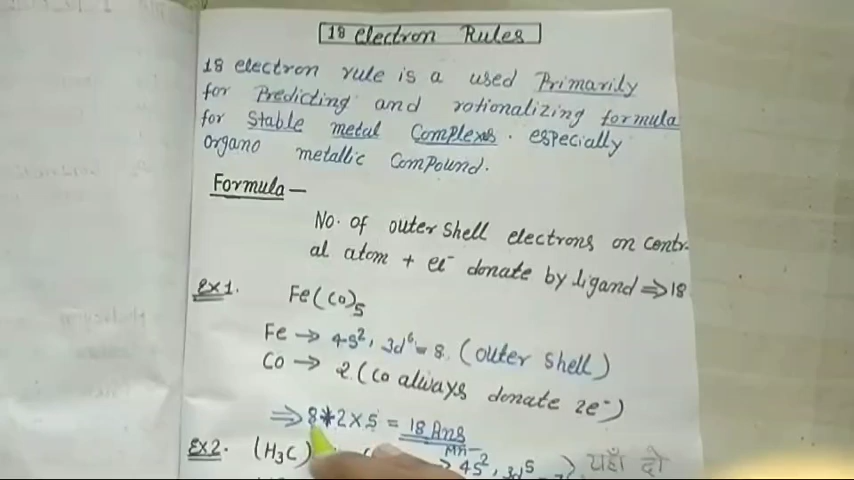 18 electron Rules
18 electron rule is a used Primarily
for Predicting and rotionalizing formula
for Stable metal Complexes. especially
organo metallic Compound.
Formula —
No. of outer shell electrons on centr-
al atom + el⁻ donate by ligand ⇒ 18
Ex1. Fe(Co)₅
Fe → 4s², 3d⁶ = 8. (outer shell)
Co → 2. (Co always donate 2e⁻)
⇒ 8+2×5 = 18 Ans
Mn-
Ex2. (H₃C) → 4s², 3d⁵ यहाँ दो